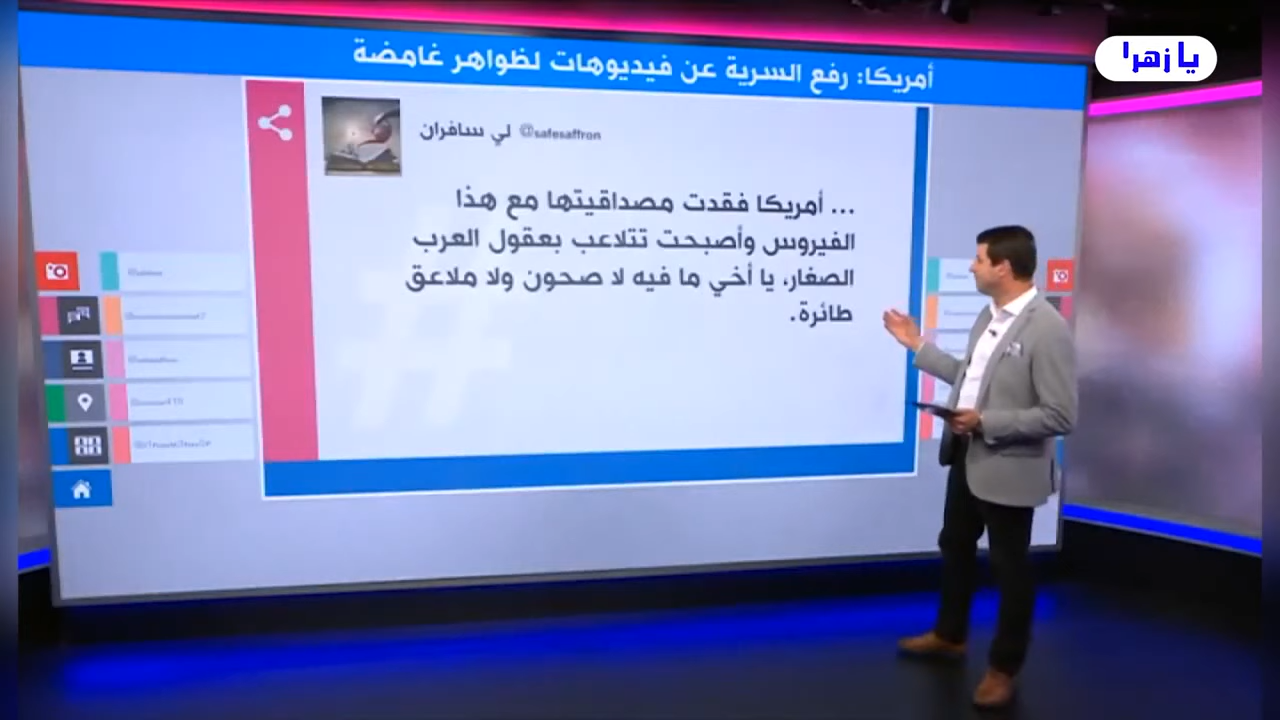 يا زهرا
أمريكا: رفع السرية عن فيديوهات لظواهر غامضة
لي سافران @safesaffron
... أمريكا فقدت مصداقيتها مع هذا
الفيروس وأصبحت تتلاعب بعقول العرب
الصغار، يا أخي ما فيه لا صحون ولا ملاعق
طائرة.